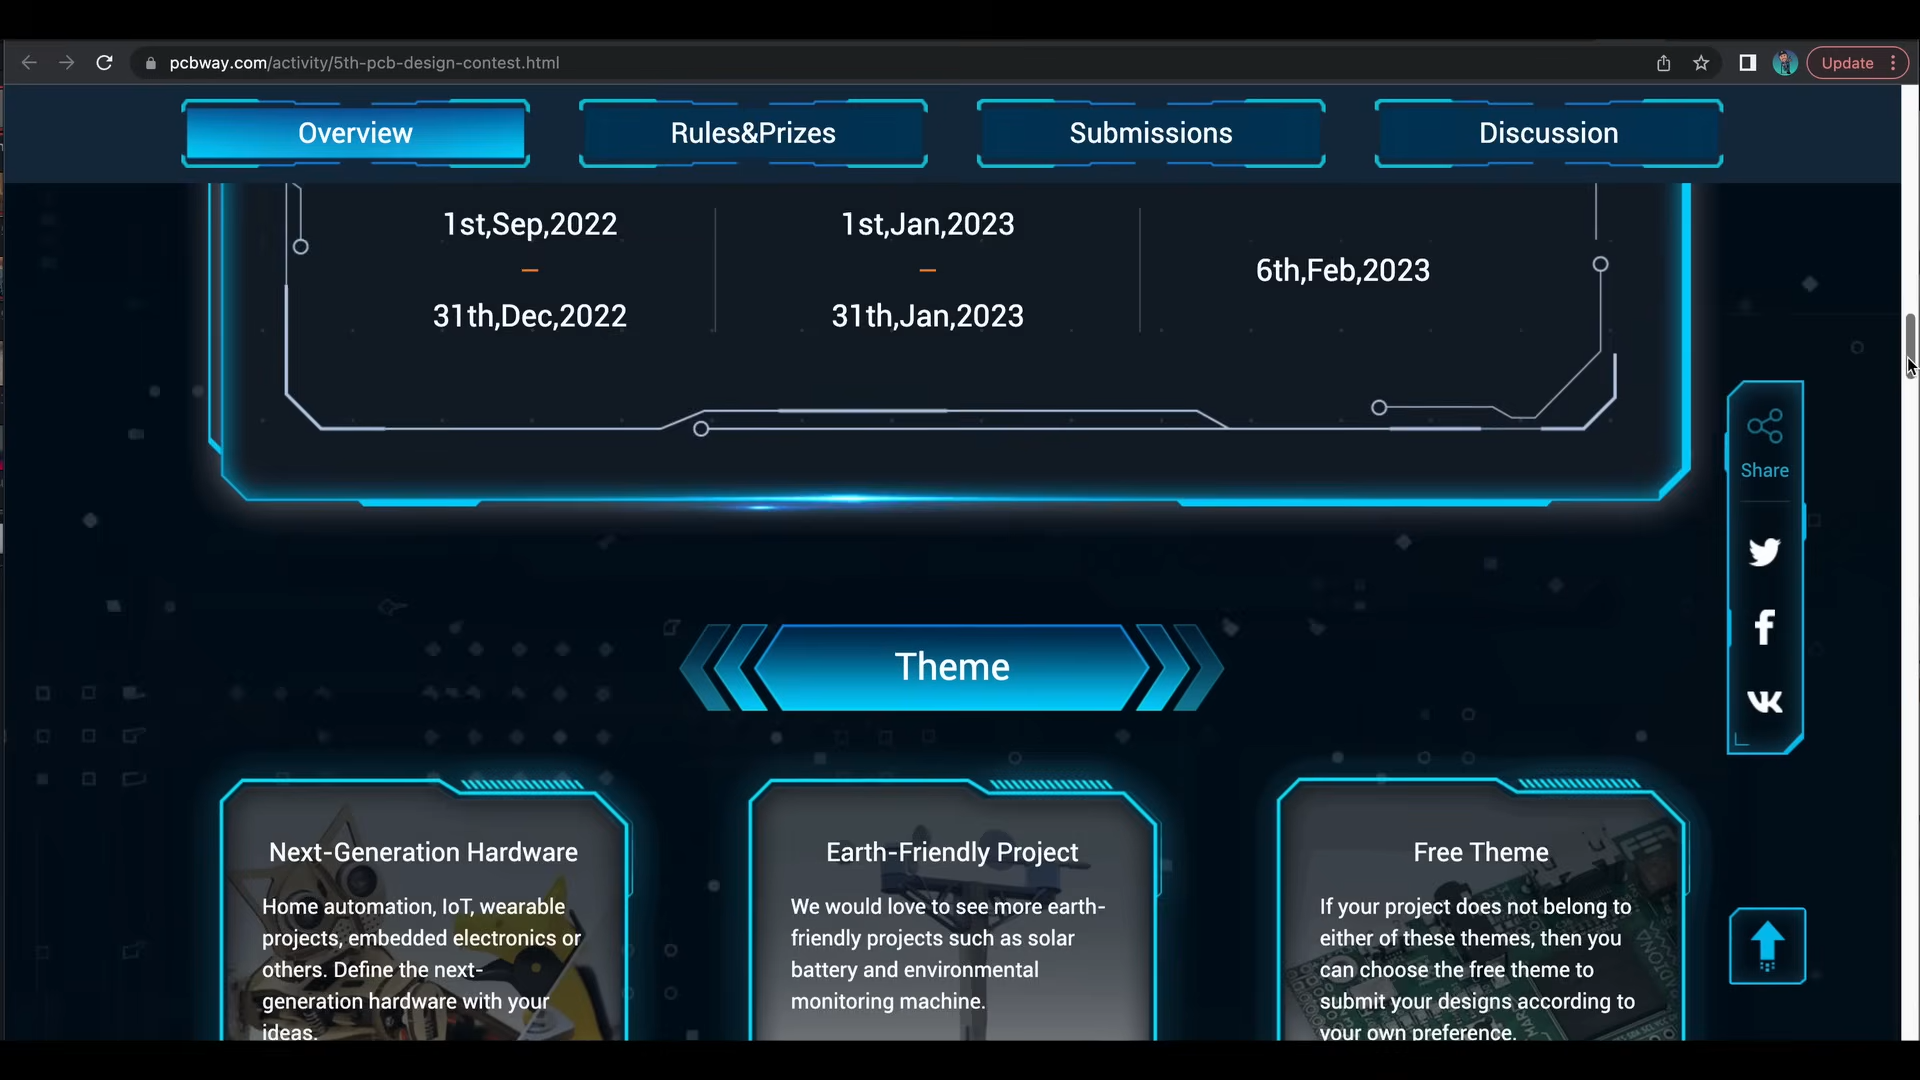 pcbway.com/activity/5th-pcb-design-contest.html
Update
Overview
Rules&Prizes
Submissions
Discussion
1st,Sep,2022
–
31th,Dec,2022
1st,Jan,2023
–
31th,Jan,2023
6th,Feb,2023
Share
Theme
Next-Generation Hardware
Home automation, IoT, wearable
projects, embedded electronics or
others. Define the next-
generation hardware with your
ideas.
Earth-Friendly Project
We would love to see more earth-
friendly projects such as solar
battery and environmental
monitoring machine.
Free Theme
If your project does not belong to
either of these themes, then you
can choose the free theme to
submit your designs according to
your own preference.